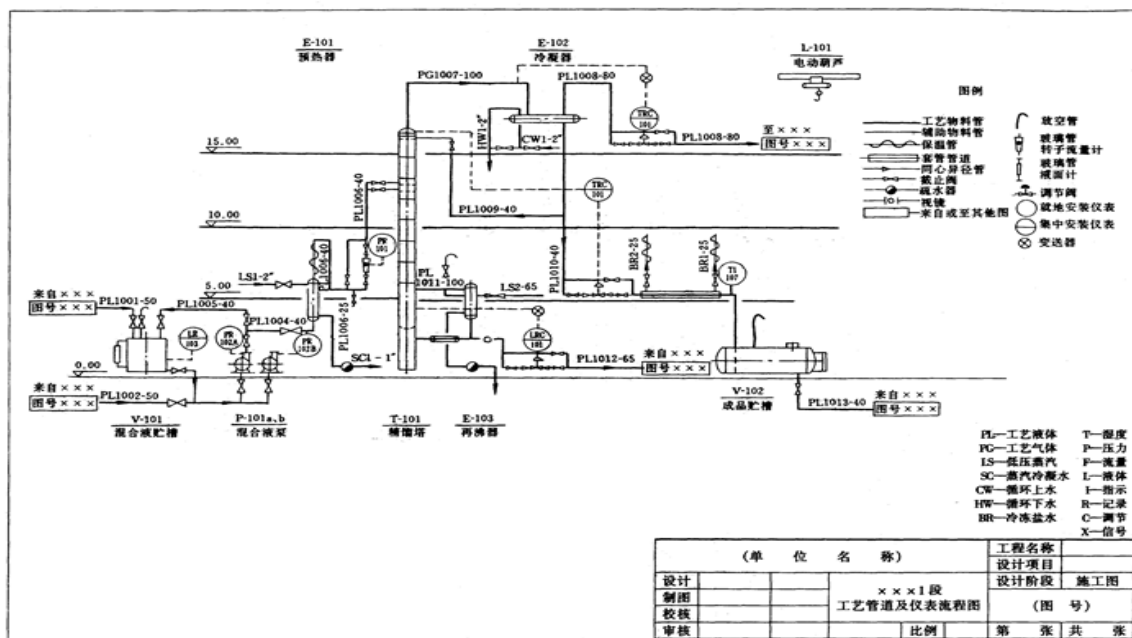 E-101
预热器
E-102
冷凝器
L-101
电动葫芦
PG1007-100
PL1008-80
TRC
101
PL1008-80
至×××
图号×××
HW1-2"
CW1-2"
15.00
10.00
5.00
0.00
PL1006-40
PL1009-40
TRC
101
PL1010-40
BR2-25
BR1-25
TI
107
FR
101
PL1006-40
LS1-2"
PL
1011-100
LS2-65
来自×××
图号×××
PL1001-50
PL1005-40
PL1004-40
PL1006-25
SC1-1"
102A
102B
LRC
101
PL1012-65
来自×××
图号×××
来自×××
图号×××
PL1002-50
V-101
混合液贮槽
P-101a、b
混合液泵
T-101
精馏塔
E-103
再沸器
V-102
成品贮槽
PL1013-40
来自×××
图号×××
图例
工艺物料管
辅助物料管
保温管
套管管道
同心异径管
截止阀
疏水器
视镜
来自或至其他图
放空管
玻璃管
转子流量计
玻璃管
液面计
调节阀
就地安装仪表
集中安装仪表
变送器
PL—工艺液体
PG—工艺气体
LS—低压蒸汽
SC—蒸汽冷凝水
CW—循环上水
HW—循环下水
BR—冷冻盐水
T—温度
P—压力
F—流量
L—液体
I—指示
R—记录
C—调节
X—信号
(单 位 名 称)
工程名称
设计项目
设计
制图
校核
审核
×××1段
工艺管道及仪表流程图
比例
设计阶段
施工图
(图 号)
第 张
共 张